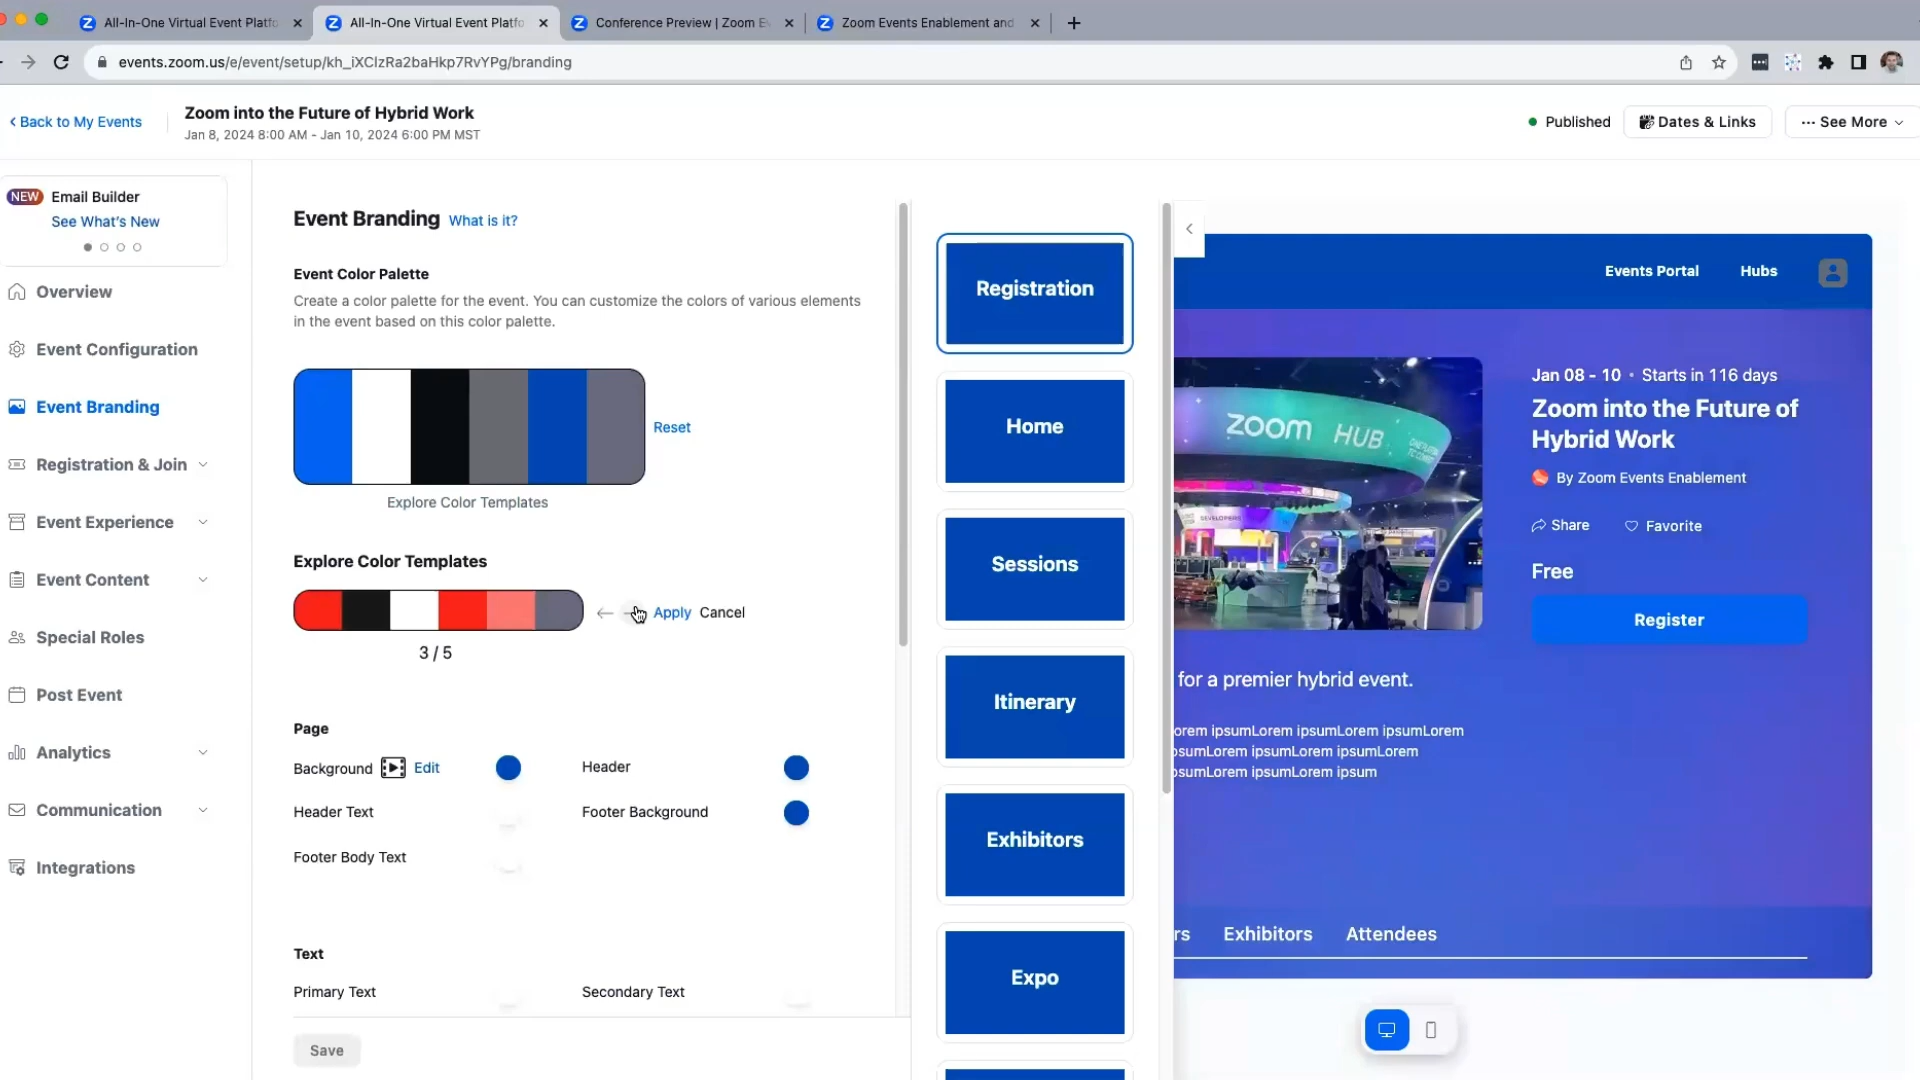 All-In-One Virtual Event Platfo
All-In-One Virtual Event Platfo
Conference Preview | Zoom Ev
Zoom Events Enablement and
events.zoom.us/e/event/setup/kh_iXClzRa2baHkp7RvYPg/branding
Back to My Events
Zoom into the Future of Hybrid Work
Jan 8, 2024 8:00 AM - Jan 10, 2024 6:00 PM MST
Published
Dates & Links
See More
NEW Email Builder
See What's New
Overview
Event Configuration
Event Branding
Registration & Join
Event Experience
Event Content
Special Roles
Post Event
Analytics
Communication
Integrations
Event Branding What is it?
Event Color Palette
Create a color palette for the event. You can customize the colors of various elements
in the event based on this color palette.
Reset
Explore Color Templates
Explore Color Templates
Apply Cancel
3 / 5
Page
Background Edit
Header
Header Text
Footer Background
Footer Body Text
Text
Primary Text
Secondary Text
Save
Registration
Home
Sessions
Itinerary
Exhibitors
Expo
Events Portal
Hubs
zoom HUB
DEVELOPERS
Jan 08 - 10 • Starts in 116 days
Zoom into the Future of
Hybrid Work
By Zoom Events Enablement
Share
Favorite
Free
Register
for a premier hybrid event.
orem ipsumLorem ipsumLorem ipsumLorem
psumLorem ipsumLorem ipsumLorem
psumLorem ipsumLorem ipsum
rs
Exhibitors
Attendees